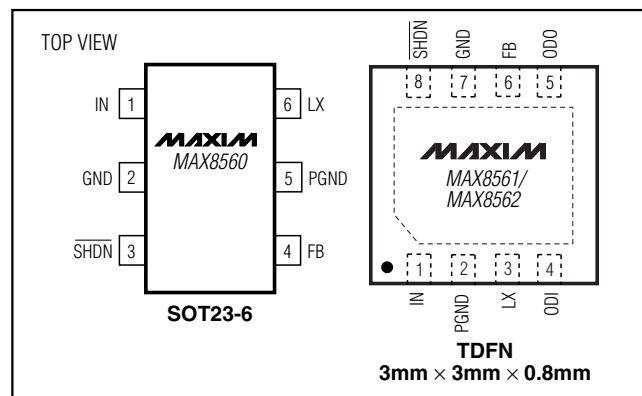 TOP VIEW
IN 1
6 LX
MAXIM
MAX8560
GND 2
5 PGND
SHDN 3
4 FB
SOT23-6
SHDN
GND
FB
ODO
8 7 6 5
MAXIM
MAX8561/
MAX8562
1 2 3 4
IN
PGND
LX
ODI
TDFN
3mm × 3mm × 0.8mm